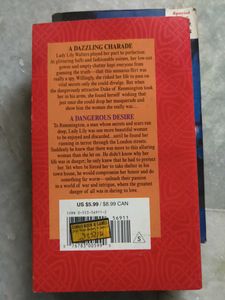 A DAZZLING CHARADE
Lady Lily Walters played her part to perfection.
At glittering balls and fashionable soirees, her low-cut
gowns and empty chatter kept everyone from
guessing the truth—that this sensuous flirt was
really a spy. Willingly, she risked her life to pass on
vital secrets only she could divulge. But when
the dangerously attractive Duke of Remmington took
her in his arms, she found herself wishing that
just once she could drop her masquerade and
show him the woman she really was...
A DANGEROUS DESIRE
To Remmington, a man whose secrets and scars ran
deep, Lady Lily was one more beautiful woman
to be enjoyed and discarded... until he found her
running in terror through the London streets.
Suddenly he knew that there was more to this alluring
woman than she let on. He didn't know why her
life was in danger; he only knew that he had to protect
her. Yet when he forced her to take shelter in his
town house, he would compromise her honor and do
something far worse—unleash their passion
in a world of war and intrigue, where the greatest
danger of all was in daring to love.
US $5.99 / $8.99 CAN
56911
S